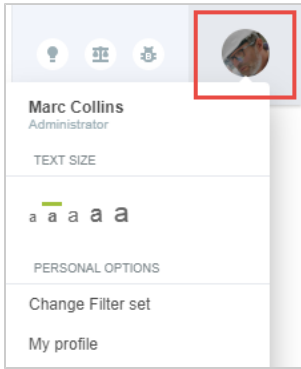 Marc Collins
Administrator
TEXT SIZE
a a a a a
PERSONAL OPTIONS
Change Filter set
My profile